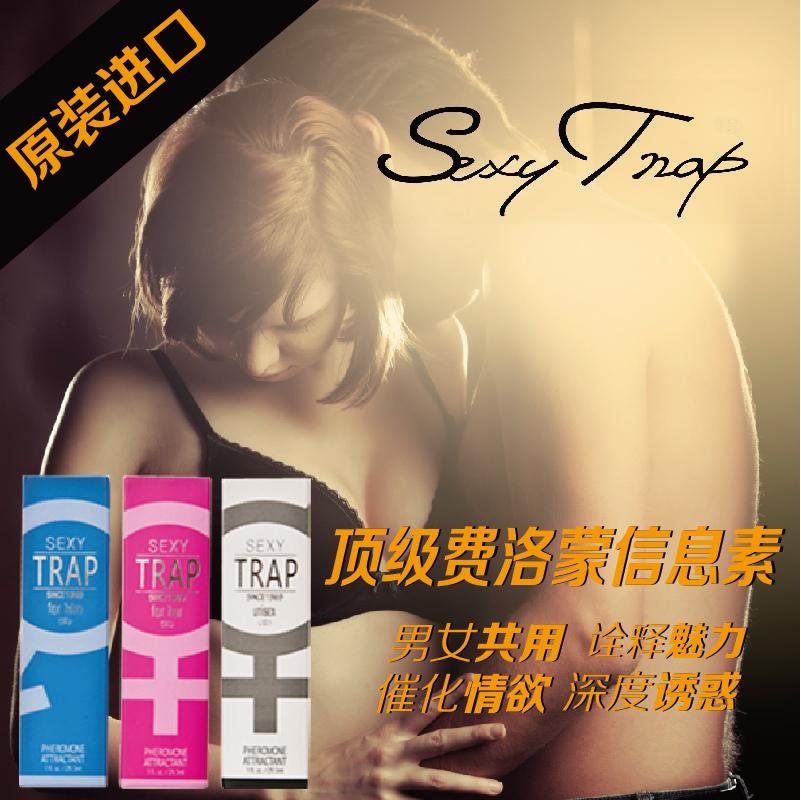 原装进口
Sexy Trap
顶级费洛蒙信息素
男女共用 诠释魅力
催化情欲 深度诱惑
SEXY
TRAP
for him
PHEROMONE
ATTRACTANT
SEXY
TRAP
for her
PHEROMONE
ATTRACTANT
SEXY
TRAP
unisex
PHEROMONE
ATTRACTANT